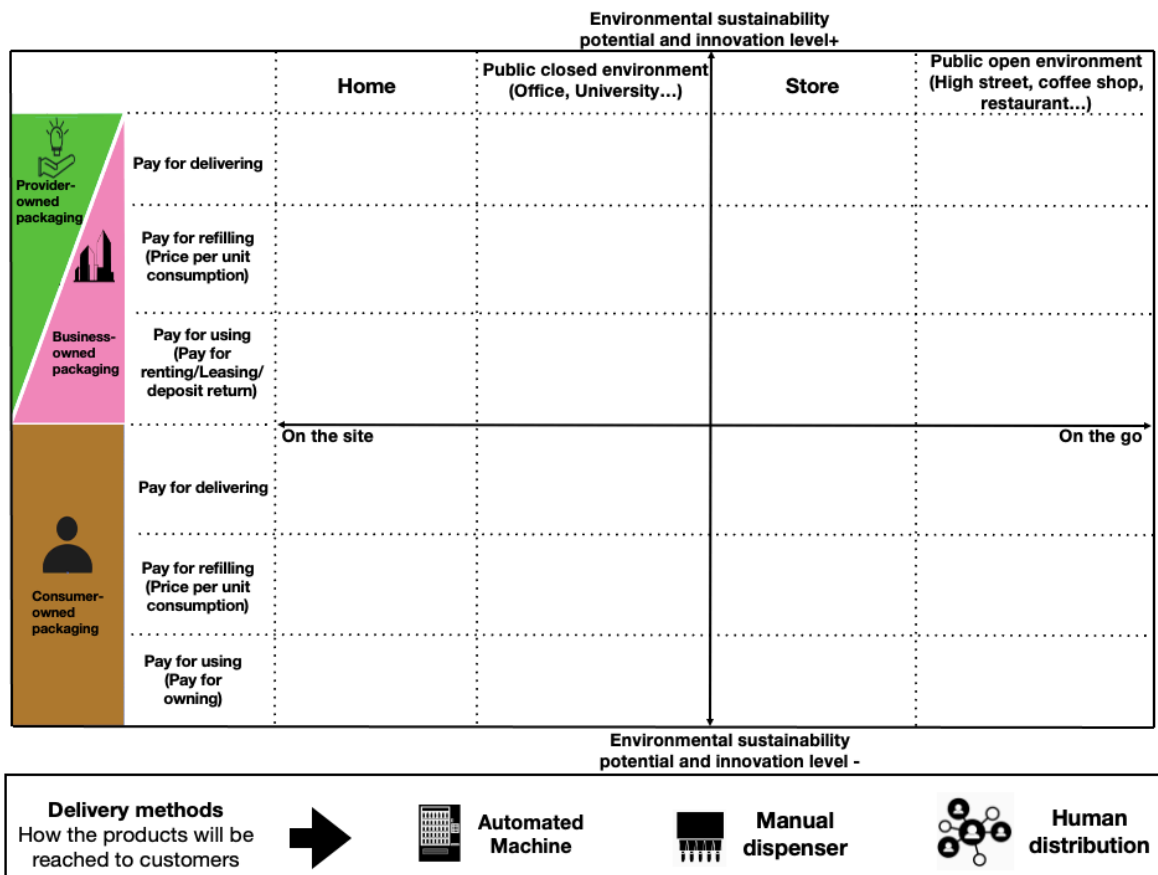 Environmental sustainability
potential and innovation level+
Home
Public closed environment
(Office, University...)
Store
Public open environment
(High street, coffee shop,
restaurant...)
Provider-
owned
packaging
Business-
owned
packaging
Pay for delivering
Pay for refilling
(Price per unit
consumption)
Pay for using
(Pay for
renting/Leasing/
deposit return)
On the site
On the go
Consumer-
owned
packaging
Pay for delivering
Pay for refilling
(Price per unit
consumption)
Pay for using
(Pay for
owning)
Environmental sustainability
potential and innovation level -
Delivery methods
How the products will be
reached to customers
Automated
Machine
Manual
dispenser
Human
distribution